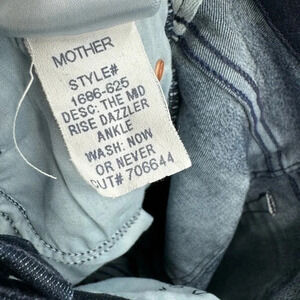 MOTHER
STYLE#
1686-625
DESC: THE MID
RISE DAZZLER
ANKLE
WASH: NOW
OR NEVER
CUT# 706644